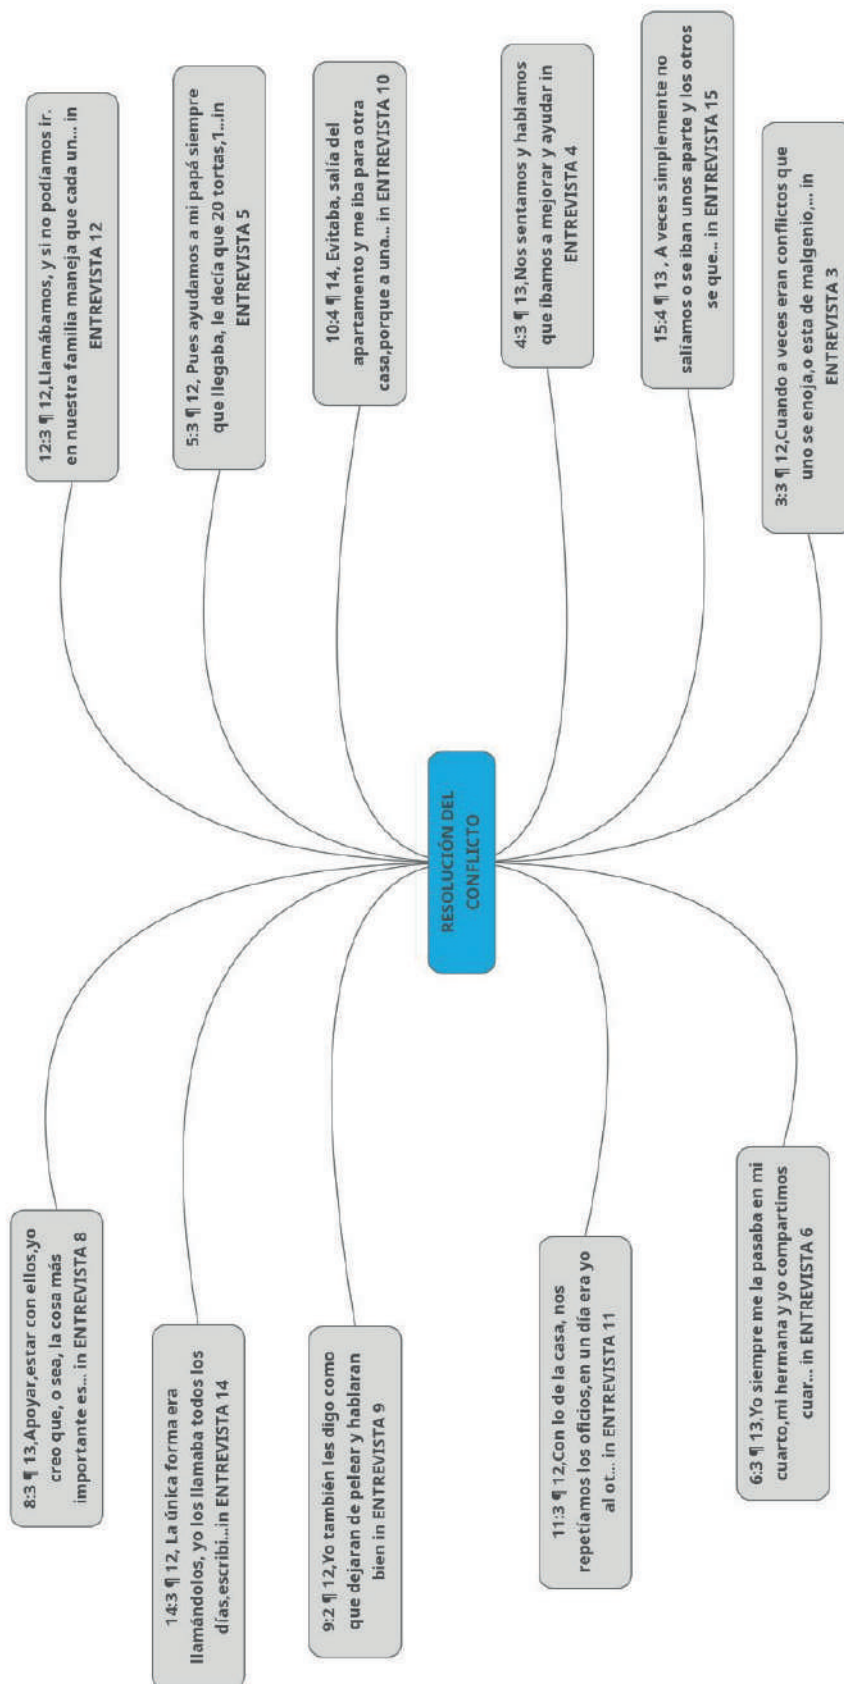 12:3 ¶ 12,Llamábamos, y si no podíamos ir.
en nuestra familia maneja que cada un... in
ENTREVISTA 12
5:3 ¶ 12, Pues ayudamos a mi papá siempre
que llegaba, le decía que 20 tortas,1...in
ENTREVISTA 5
10:4 ¶ 14, Evitaba, salía del
apartamento y me iba para otra
casa,porque a una... in ENTREVISTA 10
4:3 ¶ 13,Nos sentamos y hablamos
que íbamos a mejorar y ayudar in
ENTREVISTA 4
15:4 ¶ 13 , A veces simplemente no
salíamos o se iban unos aparte y los otros
se que... in ENTREVISTA 15
3:3 ¶ 12,Cuando a veces eran conflictos que
uno se enoja,o esta de malgenio,... in
ENTREVISTA 3
RESOLUCIÓN DEL
CONFLICTO
8:3 ¶ 13,Apoyar,estar con ellos,yo
creo que, o sea, la cosa más
importante es... in ENTREVISTA 8
14:3 ¶ 12, La única forma era
llamándolos, yo los llamaba todos los
días,escribi...in ENTREVISTA 14
9:2 ¶ 12,Yo también les digo como
que dejaran de pelear y hablaran
bien in ENTREVISTA 9
11:3 ¶ 12,Con lo de la casa, nos
repetíamos los oficios,en un día era yo
al ot... in ENTREVISTA 11
6:3 ¶ 13,Yo siempre me la pasaba en mi
cuarto,mi hermana y yo compartimos
cuar... in ENTREVISTA 6